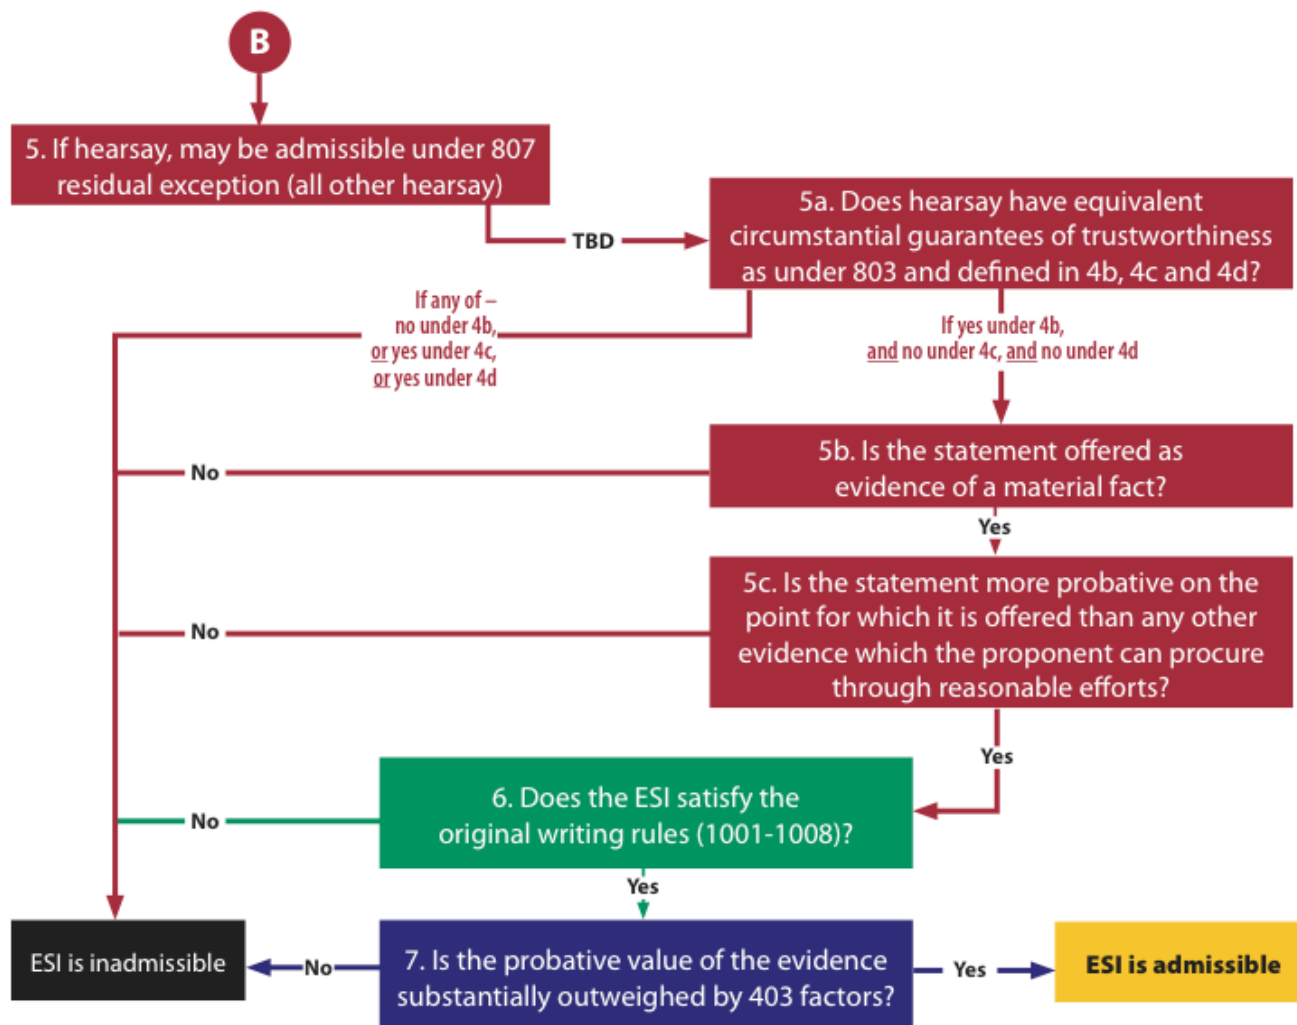 B
5. If hearsay, may be admissible under 807
residual exception (all other hearsay)
TBD
5a. Does hearsay have equivalent
circumstantial guarantees of trustworthiness
as under 803 and defined in 4b, 4c and 4d?
If any of –
no under 4b,
or yes under 4c,
or yes under 4d
If yes under 4b,
and no under 4c, and no under 4d
5b. Is the statement offered as
evidence of a material fact?
No
Yes
5c. Is the statement more probative on the
point for which it is offered than any other
evidence which the proponent can procure
through reasonable efforts?
No
Yes
6. Does the ESI satisfy the
original writing rules (1001-1008)?
No
Yes
ESI is inadmissible
No
7. Is the probative value of the evidence
substantially outweighed by 403 factors?
Yes
ESI is admissible